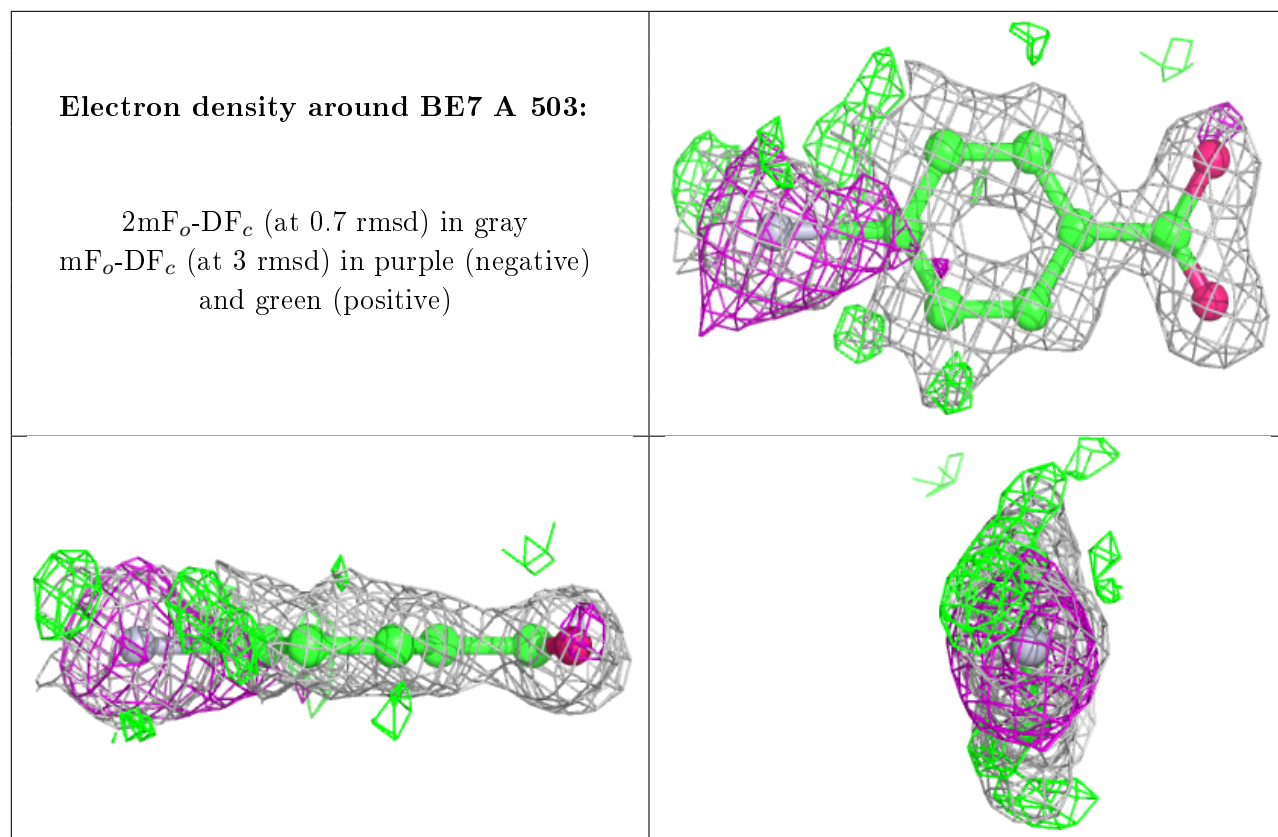 Electron density around BE7 A 503:
2mFₒ-DF𝒸 (at 0.7 rmsd) in gray
mFₒ-DF𝒸 (at 3 rmsd) in purple (negative)
and green (positive)